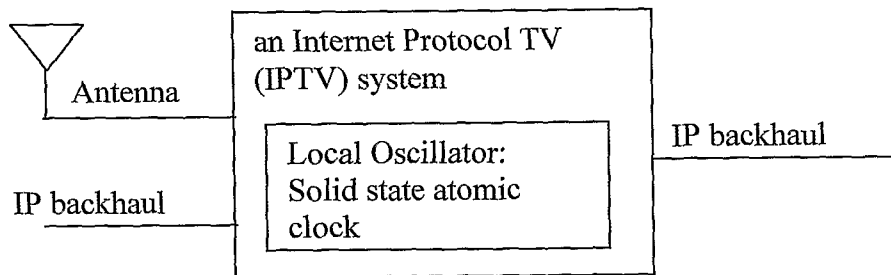 an Internet Protocol TV
(IPTV) system
Antenna
Local Oscillator:
Solid state atomic
clock
IP backhaul
IP backhaul